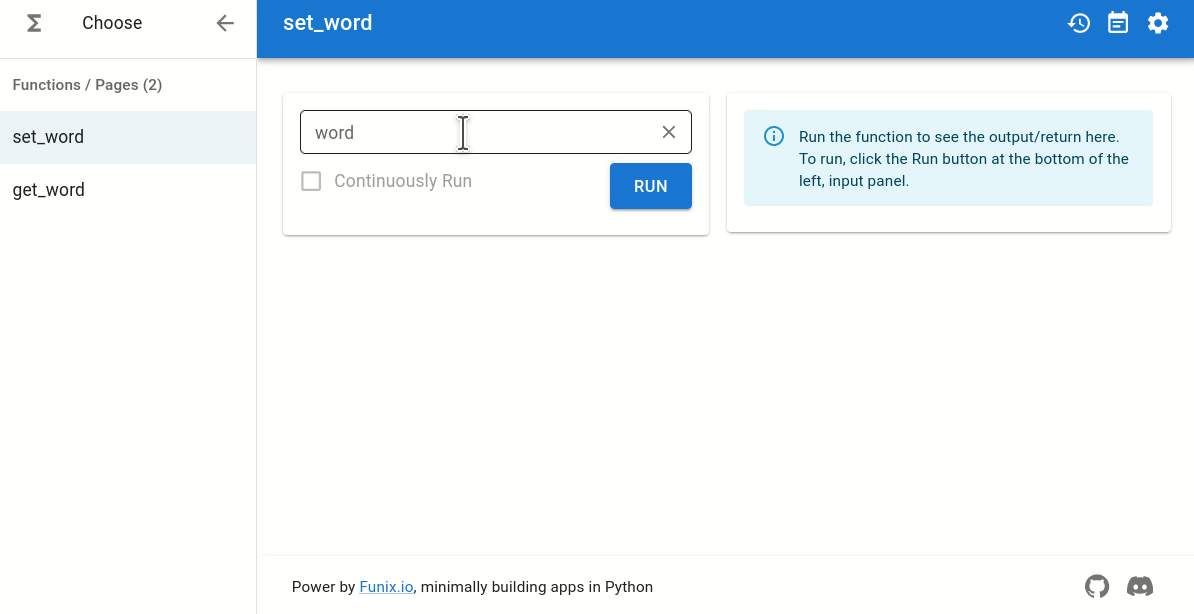 Choose
set_word
Functions / Pages (2)
set_word
get_word
word
Continuously Run
RUN
Run the function to see the output/return here.
To run, click the Run button at the bottom of the
left, input panel.
Power by Funix.io, minimally building apps in Python